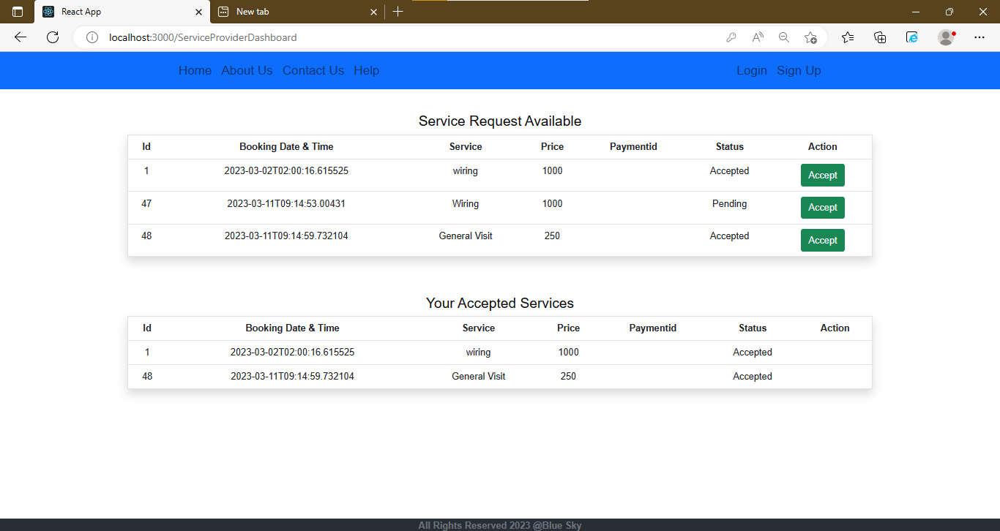 React App
New tab
localhost:3000/ServiceProviderDashboard
Home About Us Contact Us Help Login Sign Up
Service Request Available
Id Booking Date & Time Service Price Paymentid Status Action
1 2023-03-02T02:00:16.615525 wiring 1000 Accepted Accept
47 2023-03-11T09:14:53.00431 Wiring 1000 Pending Accept
48 2023-03-11T09:14:59.732104 General Visit 250 Accepted Accept
Your Accepted Services
Id Booking Date & Time Service Price Paymentid Status Action
1 2023-03-02T02:00:16.615525 wiring 1000 Accepted
48 2023-03-11T09:14:59.732104 General Visit 250 Accepted
All Rights Reserved 2023 @Blue Sky